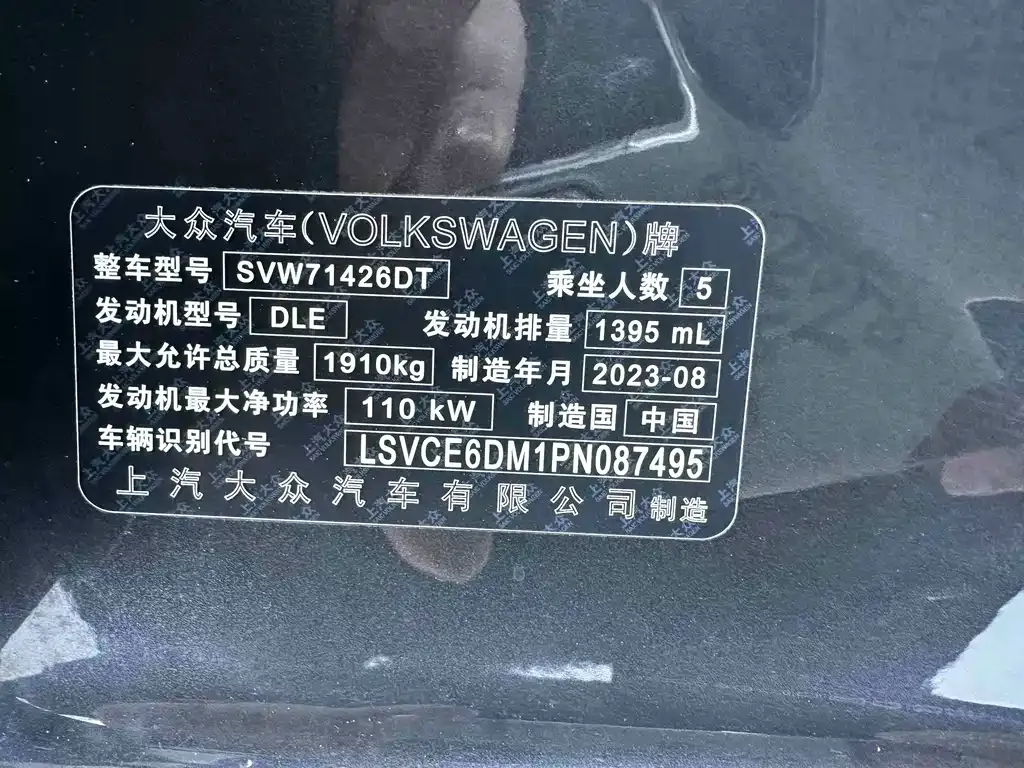 大众汽车(VOLKSWAGEN)牌
整车型号 SVW71426DT 乘坐人数 5
发动机型号 DLE 发动机排量 1395 mL
最大允许总质量 1910kg 制造年月 2023-08
发动机最大净功率 110 kW 制造国 中国
车辆识别代号 LSVCE6DM1PN087495
上汽大众汽车有限公司制造